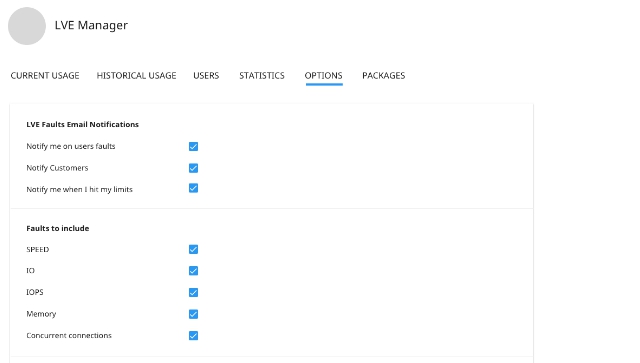 LVE Manager
CURRENT USAGE HISTORICAL USAGE USERS STATISTICS OPTIONS PACKAGES
LVE Faults Email Notifications
Notify me on users faults
Notify Customers
Notify me when I hit my limits
Faults to include
SPEED
IO
IOPS
Memory
Concurrent connections